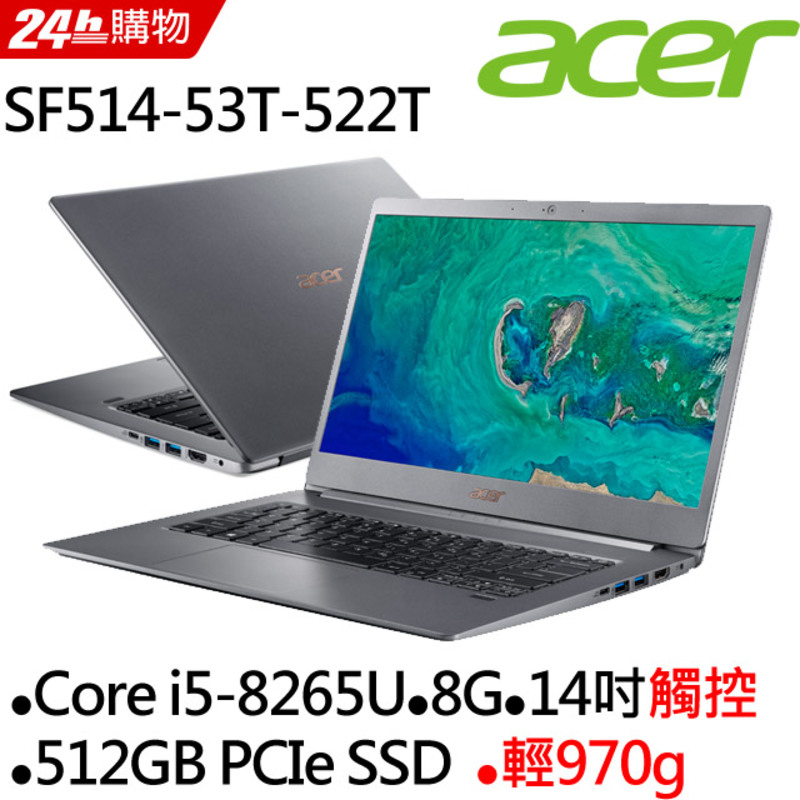 24h購物
acer
SF514-53T-522T
acer
acer
●Core i5-8265U●8G●14吋觸控
●512GB PCIe SSD ●輕970g